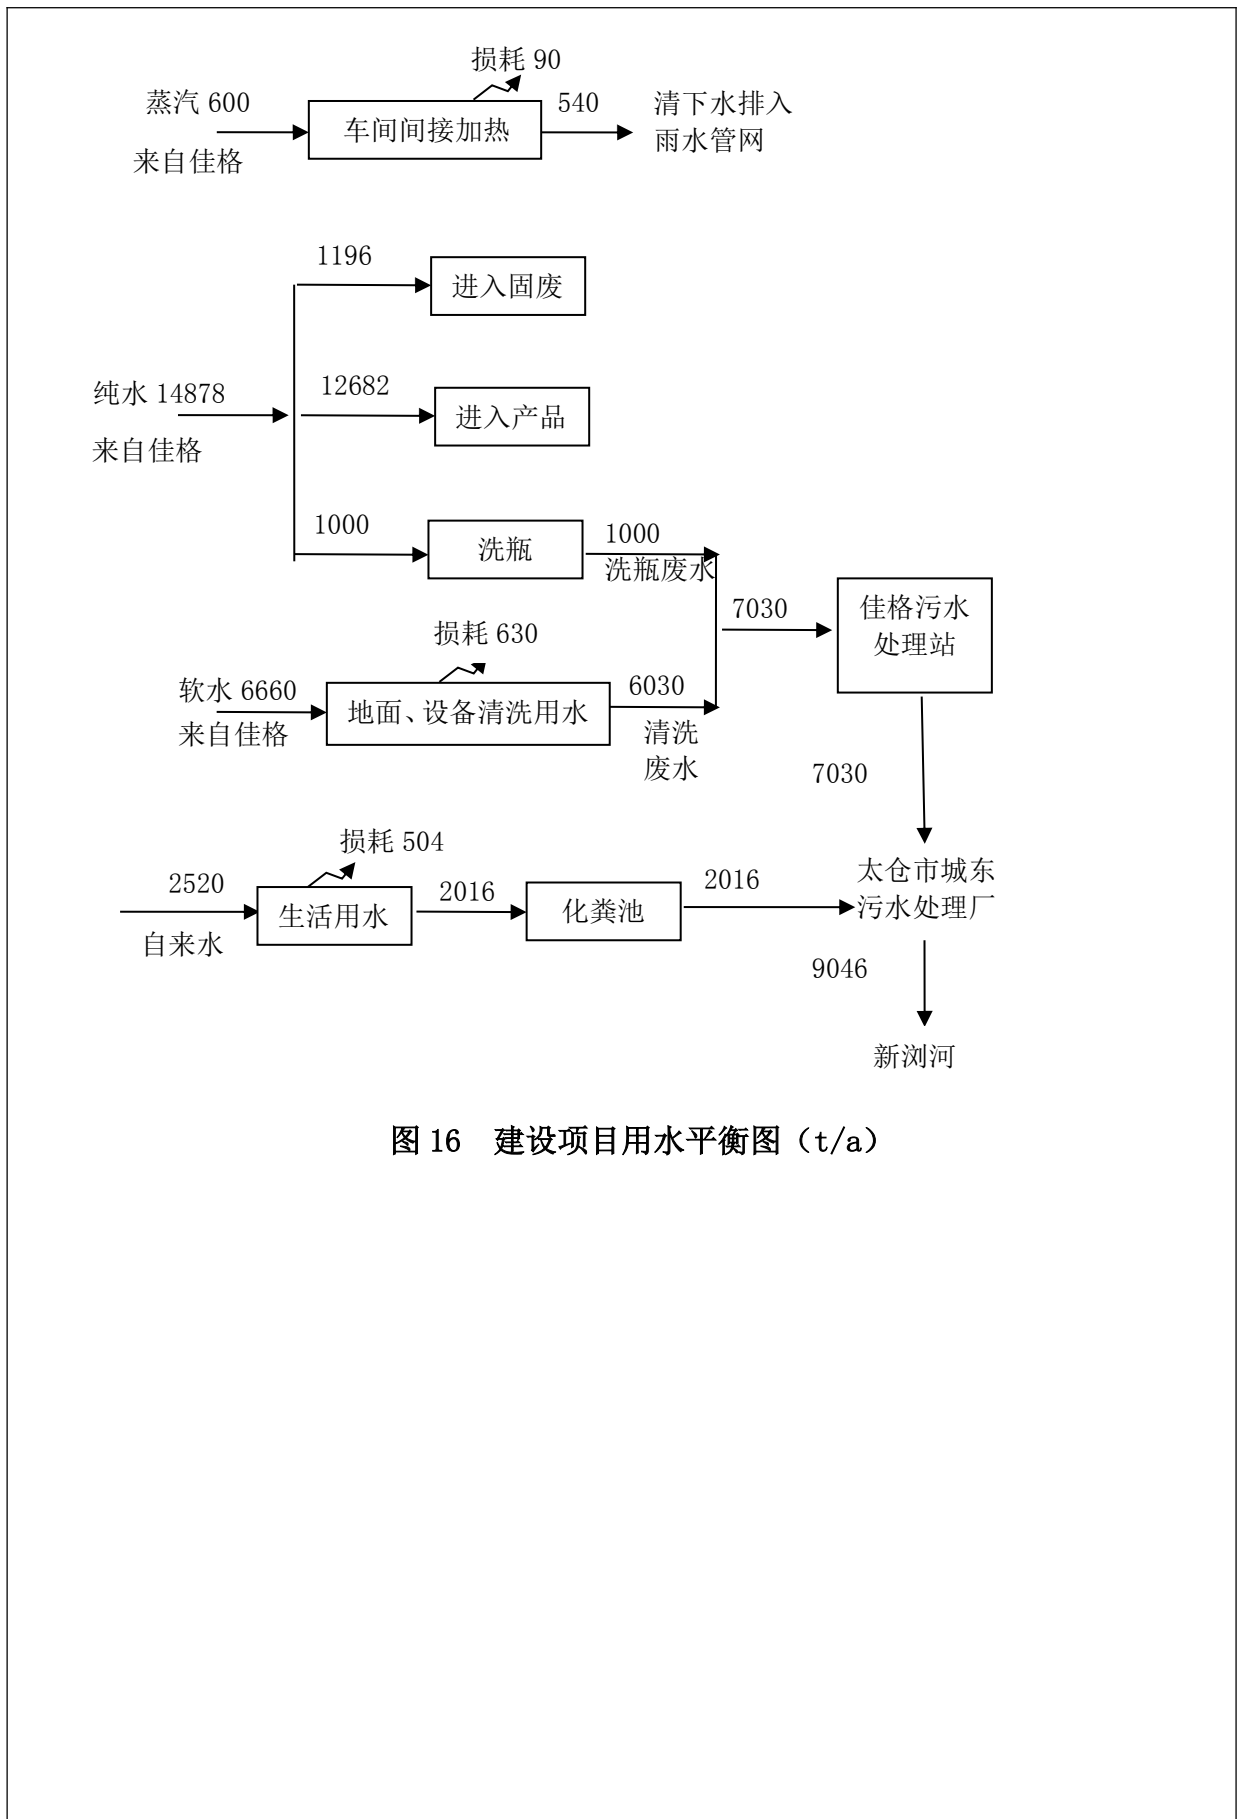 损耗 90
蒸汽 600
车间间接加热
540
清下水排入
雨水管网
来自佳格
1196
进入固废
纯水 14878
12682
进入产品
来自佳格
1000
洗瓶
1000
洗瓶废水
7030
佳格污水
处理站
损耗 630
软水 6660
来自佳格
地面、设备清洗用水
6030
清洗
废水
7030
损耗 504
2520
自来水
生活用水
2016
化粪池
2016
太仓市城东
污水处理厂
9046
新浏河
图 16 建设项目用水平衡图（t/a）